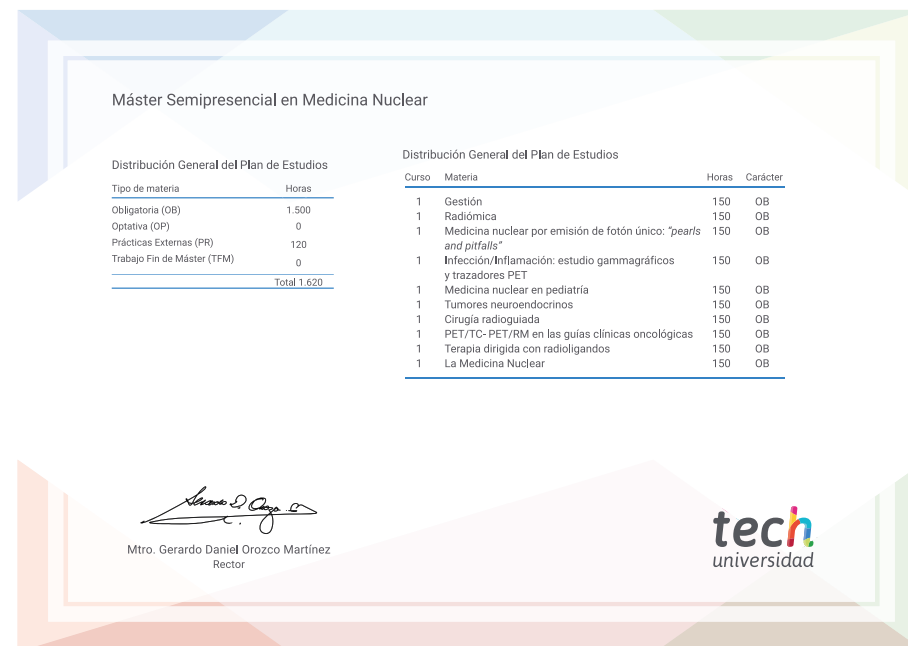 Máster Semipresencial en Medicina Nuclear
Distribución General del Plan de Estudios
Tipo de materia Horas
Obligatoria (OB) 1.500
Optativa (OP) 0
Prácticas Externas (PR) 120
Trabajo Fin de Máster (TFM) 0
Total 1.620
Distribución General del Plan de Estudios
Curso Materia Horas Carácter
1 Gestión 150 OB
1 Radiómica 150 OB
1 Medicina nuclear por emisión de fotón único: "pearls 150 OB
and pitfalls"
1 Infección/Inflamación: estudio gammagráficos 150 OB
y trazadores PET
1 Medicina nuclear en pediatría 150 OB
1 Tumores neuroendocrinos 150 OB
1 Cirugía radioguiada 150 OB
1 PET/TC- PET/RM en las guías clínicas oncológicas 150 OB
1 Terapia dirigida con radioligandos 150 OB
1 La Medicina Nuclear 150 OB
Mtro. Gerardo Daniel Orozco Martínez
Rector
tech
universidad